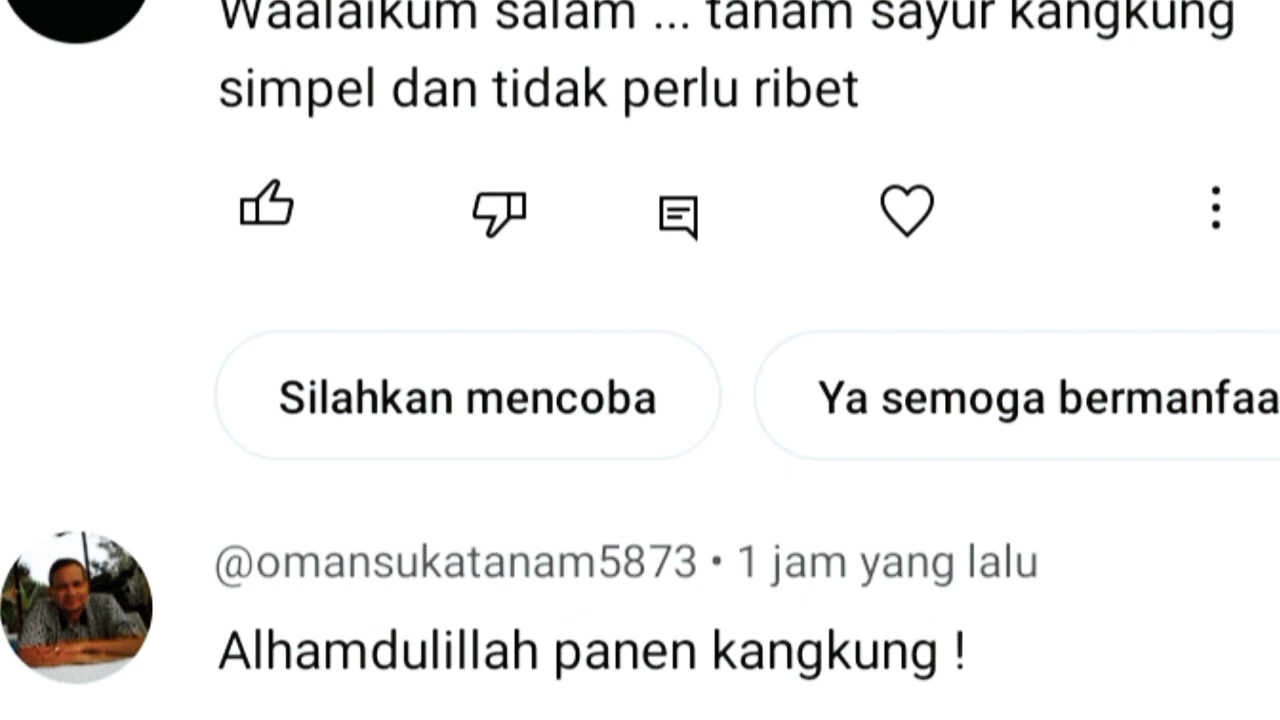 Waalaikum salam ... tanam sayur kangkung
simpel dan tidak perlu ribet
Silahkan mencoba
Ya semoga bermanfaa
@omansukatanam5873 • 1 jam yang lalu
Alhamdulillah panen kangkung !